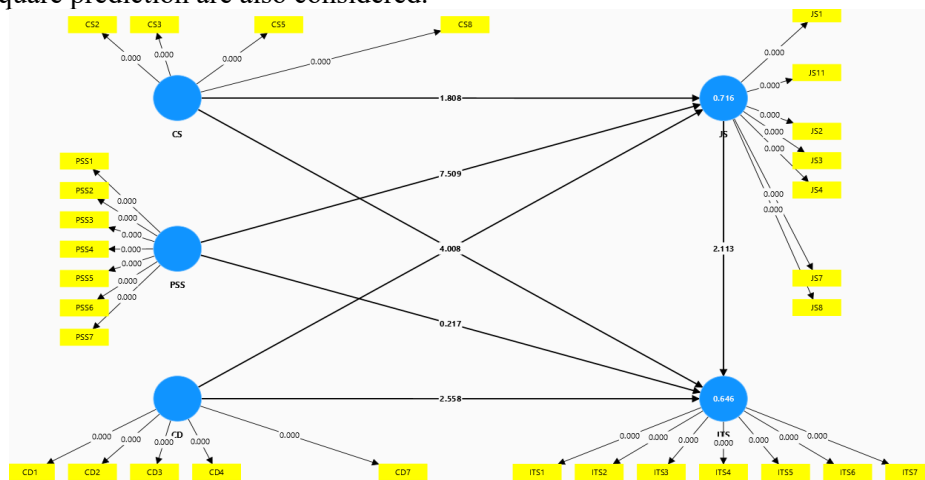 quare prediction are also considered.
CS2 CS3 CS5 CS8 JS1
0.000 0.000 0.000 0.000 0.000
JS11
0.000
1.808 0.716
CS JS
0.000 JS2
0.000 JS3
0.000 JS4
PSS1
0.000
PSS2
0.000
PSS3
0.000
PSS4
0.000
PSS5
0.000
PSS6
0.000
PSS7
0.000
PSS
7.509
0.000
0.000
4.008
2.113
JS7
JS8
0.217
2.558 0.646
CD ITS
0.000 0.000 0.000 0.000 0.000
0.000 0.000 0.000 0.000 0.000 0.000 0.000
CD1 CD2 CD3 CD4 CD7 ITS1 ITS2 ITS3 ITS4 ITS5 ITS6 ITS7